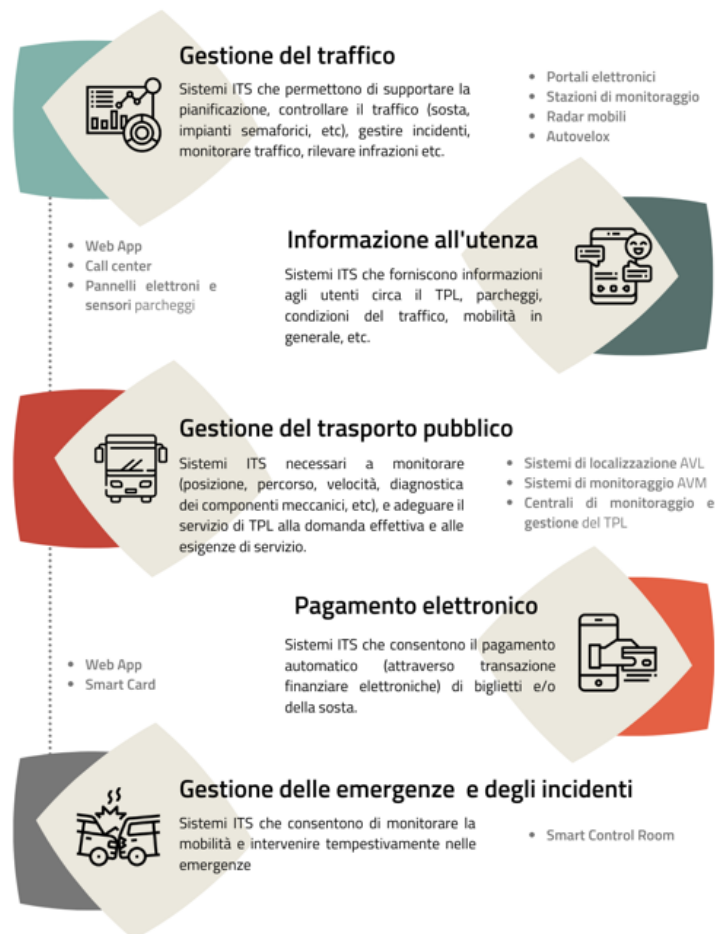 Gestione del traffico
Sistemi ITS che permettono di supportare la
pianificazione, controllare il traffico (sosta,
impianti semaforici, etc), gestire incidenti,
monitorare traffico, rilevare infrazioni etc.
• Portali elettronici
• Stazioni di monitoraggio
• Radar mobili
• Autovelox
• Web App
• Call center
• Pannelli elettroni e
sensori parcheggi
Informazione all'utenza
Sistemi ITS che forniscono informazioni
agli utenti circa il TPL, parcheggi,
condizioni del traffico, mobilità in
generale, etc.
Gestione del trasporto pubblico
Sistemi ITS necessari a monitorare
(posizione, percorso, velocità, diagnostica
dei componenti meccanici, etc), e adeguare il
servizio di TPL alla domanda effettiva e alle
esigenze di servizio.
• Sistemi di localizzazione AVL
• Sistemi di monitoraggio AVM
• Centrali di monitoraggio e
gestione del TPL
Pagamento elettronico
Sistemi ITS che consentono il pagamento
automatico (attraverso transazione
finanziare elettroniche) di biglietti e/o
della sosta.
• Web App
• Smart Card
Gestione delle emergenze e degli incidenti
Sistemi ITS che consentono di monitorare la
mobilità e intervenire tempestivamente nelle
emergenze
• Smart Control Room